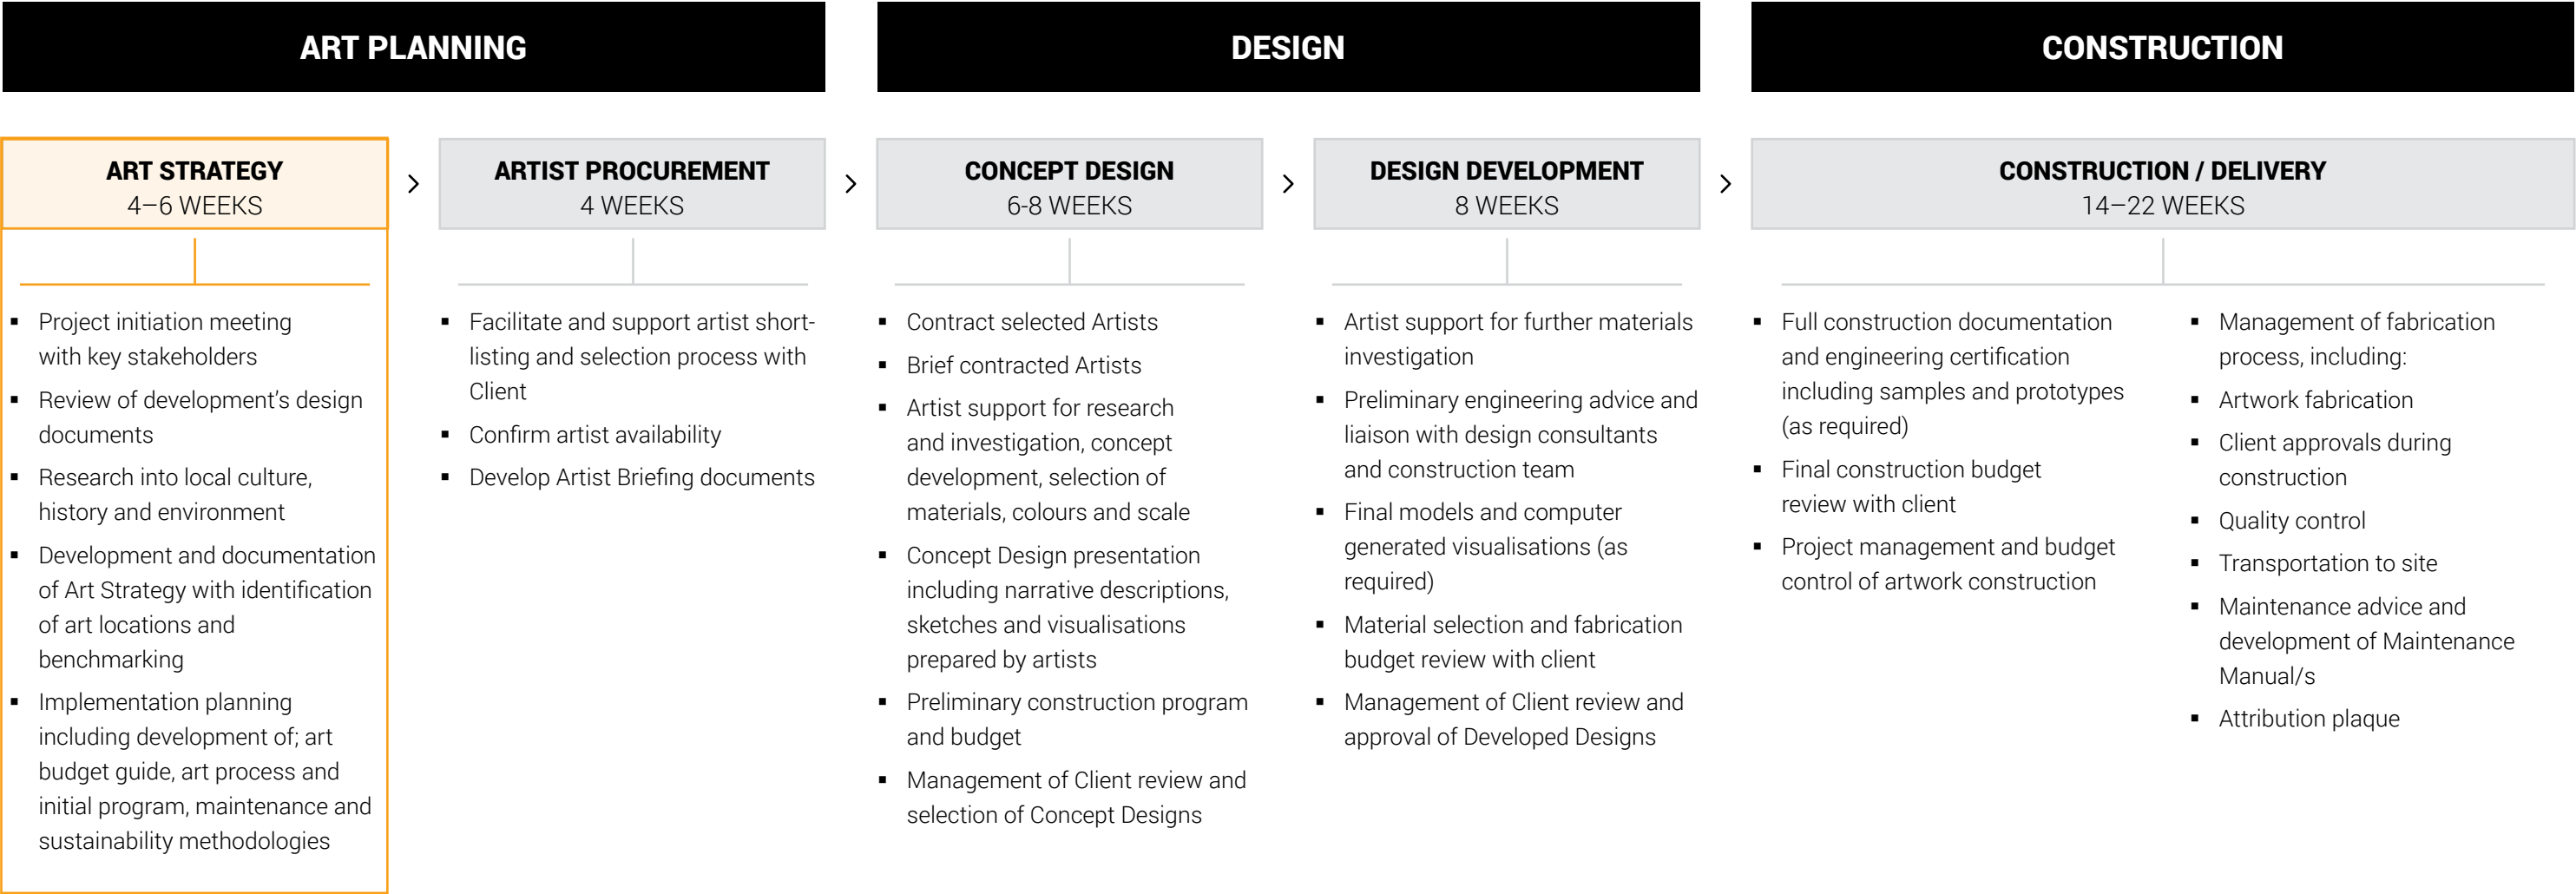 ART PLANNING
ART STRATEGY
4–6 WEEKS
▪ Project initiation meeting
with key stakeholders
▪ Review of development’s design
documents
▪ Research into local culture,
history and environment
▪ Development and documentation
of Art Strategy with identification
of art locations and
benchmarking
▪ Implementation planning
including development of; art
budget guide, art process and
initial program, maintenance and
sustainability methodologies
>
ARTIST PROCUREMENT
4 WEEKS
▪ Facilitate and support artist short-
listing and selection process with
Client
▪ Confirm artist availability
▪ Develop Artist Briefing documents
>
DESIGN
CONCEPT DESIGN
6-8 WEEKS
▪ Contract selected Artists
▪ Brief contracted Artists
▪ Artist support for research
and investigation, concept
development, selection of
materials, colours and scale
▪ Concept Design presentation
including narrative descriptions,
sketches and visualisations
prepared by artists
▪ Preliminary construction program
and budget
▪ Management of Client review and
selection of Concept Designs
>
DESIGN DEVELOPMENT
8 WEEKS
▪ Artist support for further materials
investigation
▪ Preliminary engineering advice and
liaison with design consultants
and construction team
▪ Final models and computer
generated visualisations (as
required)
▪ Material selection and fabrication
budget review with client
▪ Management of Client review and
approval of Developed Designs
>
CONSTRUCTION
CONSTRUCTION / DELIVERY
14–22 WEEKS
▪ Full construction documentation
and engineering certification
including samples and prototypes
(as required)
▪ Final construction budget
review with client
▪ Project management and budget
control of artwork construction
▪ Management of fabrication
process, including:
▪ Artwork fabrication
▪ Client approvals during
construction
▪ Quality control
▪ Transportation to site
▪ Maintenance advice and
development of Maintenance
Manual/s
▪ Attribution plaque